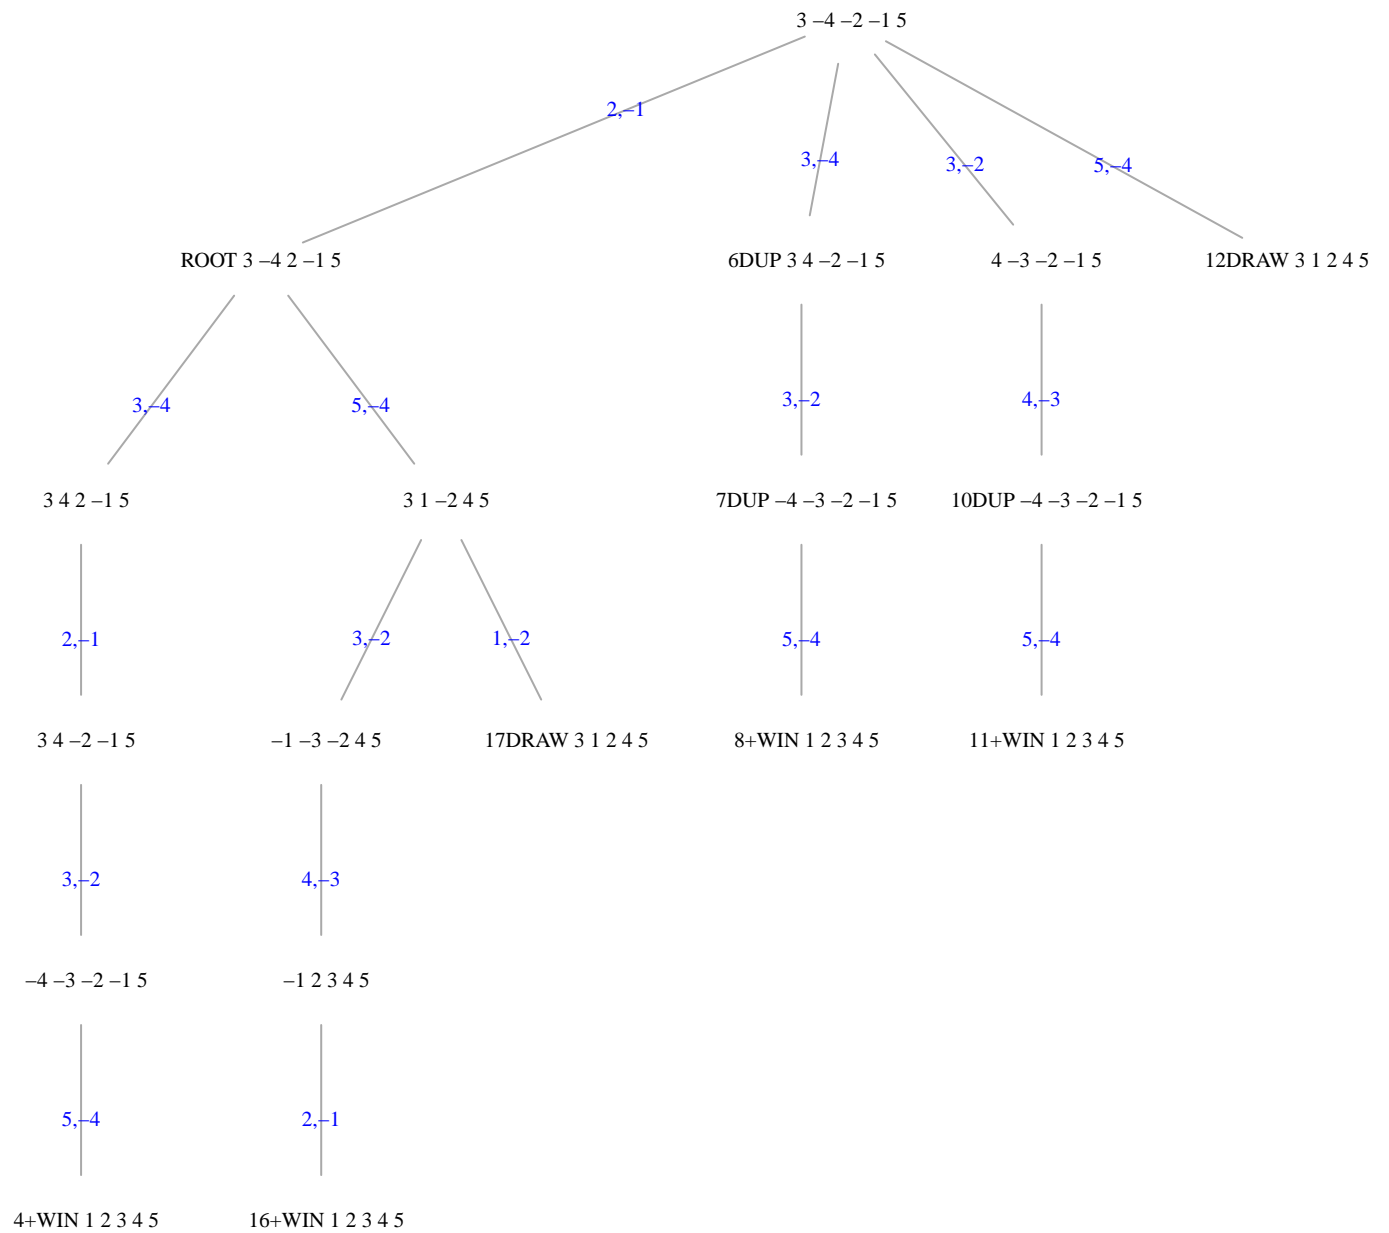 3 –4 –2 –1 5
2,–1
3,–4
3,–2
5,–4
ROOT 3 –4 2 –1 5
6DUP 3 4 –2 –1 5
4 –3 –2 –1 5
12DRAW 3 1 2 4 5
3,–4
5,–4
3,–2
4,–3
3 4 2 –1 5
3 1 –2 4 5
7DUP –4 –3 –2 –1 5
10DUP –4 –3 –2 –1 5
2,–1
3,–2
1,–2
5,–4
5,–4
3 4 –2 –1 5
–1 –3 –2 4 5
17DRAW 3 1 2 4 5
8+WIN 1 2 3 4 5
11+WIN 1 2 3 4 5
3,–2
4,–3
–4 –3 –2 –1 5
–1 2 3 4 5
5,–4
2,–1
4+WIN 1 2 3 4 5
16+WIN 1 2 3 4 5